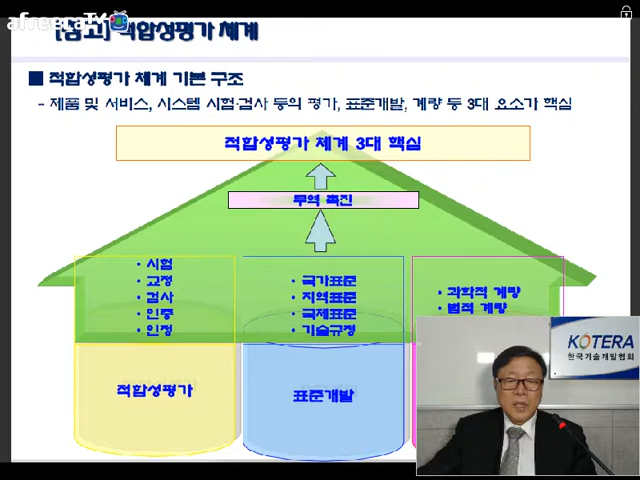 afreecaTV
[참고] 적합성평가 체계
■ 적합성평가 체계 기본 구조
- 제품 및 서비스, 시스템 시험·검사 등의 평가, 표준개발, 계량 등 3대 요소가 핵심
적합성평가 체계 3대 핵심
무역 촉진
• 시험
• 교정
• 검사
• 인증
• 인정
• 국가표준
• 지역표준
• 국제표준
• 기술규정
• 과학적 계량
• 법적 계량
적합성평가
표준개발
KOTERA
한국기술개발협회